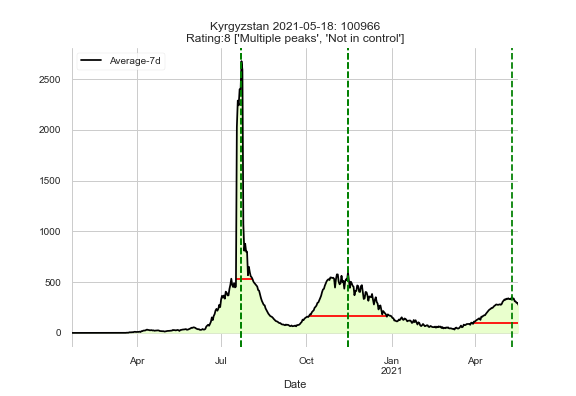 Kyrgyzstan 2021-05-18: 100966
Rating:8 ['Multiple peaks', 'Not in control']
Average-7d
2500
2000
1500
1000
500
0
Apr
Jul
Oct
Jan
2021
Apr
Date